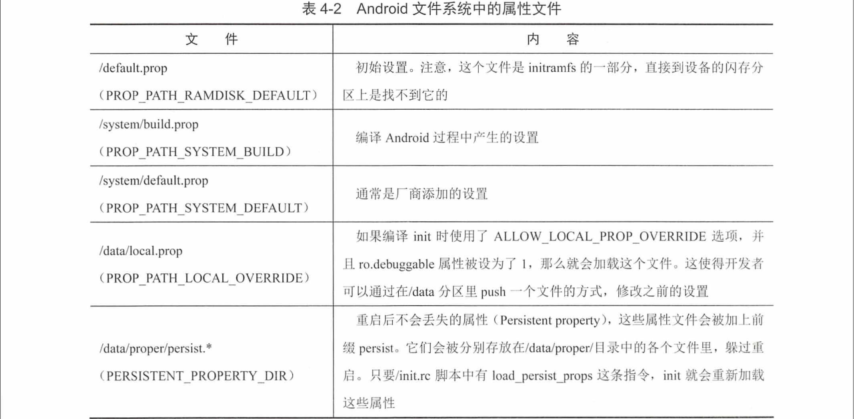 表 4-2 Android 文件系统中的属性文件
文 件
内 容
/default.prop
（PROP_PATH_RAMDISK_DEFAULT）
初始设置。注意，这个文件是 initramfs 的一部分，直接到设备的闪存分
区上是找不到它的
/system/build.prop
（PROP_PATH_SYSTEM_BUILD）
编译 Android 过程中产生的设置
/system/default.prop
（PROP_PATH_SYSTEM_DEFAULT）
通常是厂商添加的设置
/data/local.prop
（PROP_PATH_LOCAL_OVERRIDE）
如果编译 init 时使用了 ALLOW_LOCAL_PROP_OVERRIDE 选项，并
且 ro.debuggable 属性被设为了 1，那么就会加载这个文件。这使得开发者
可以通过在/data 分区里 push 一个文件的方式，修改之前的设置
/data/proper/persist.*
（PERSISTENT_PROPERTY_DIR）
重启后不会丢失的属性（Persistent property），这些属性文件会被加上前
缀 persist。它们会被分别存放在/data/proper/目录中的各个文件里，躲过重
启。只要/init.rc 脚本中有 load_persist_props 这条指令，init 就会重新加载
这些属性